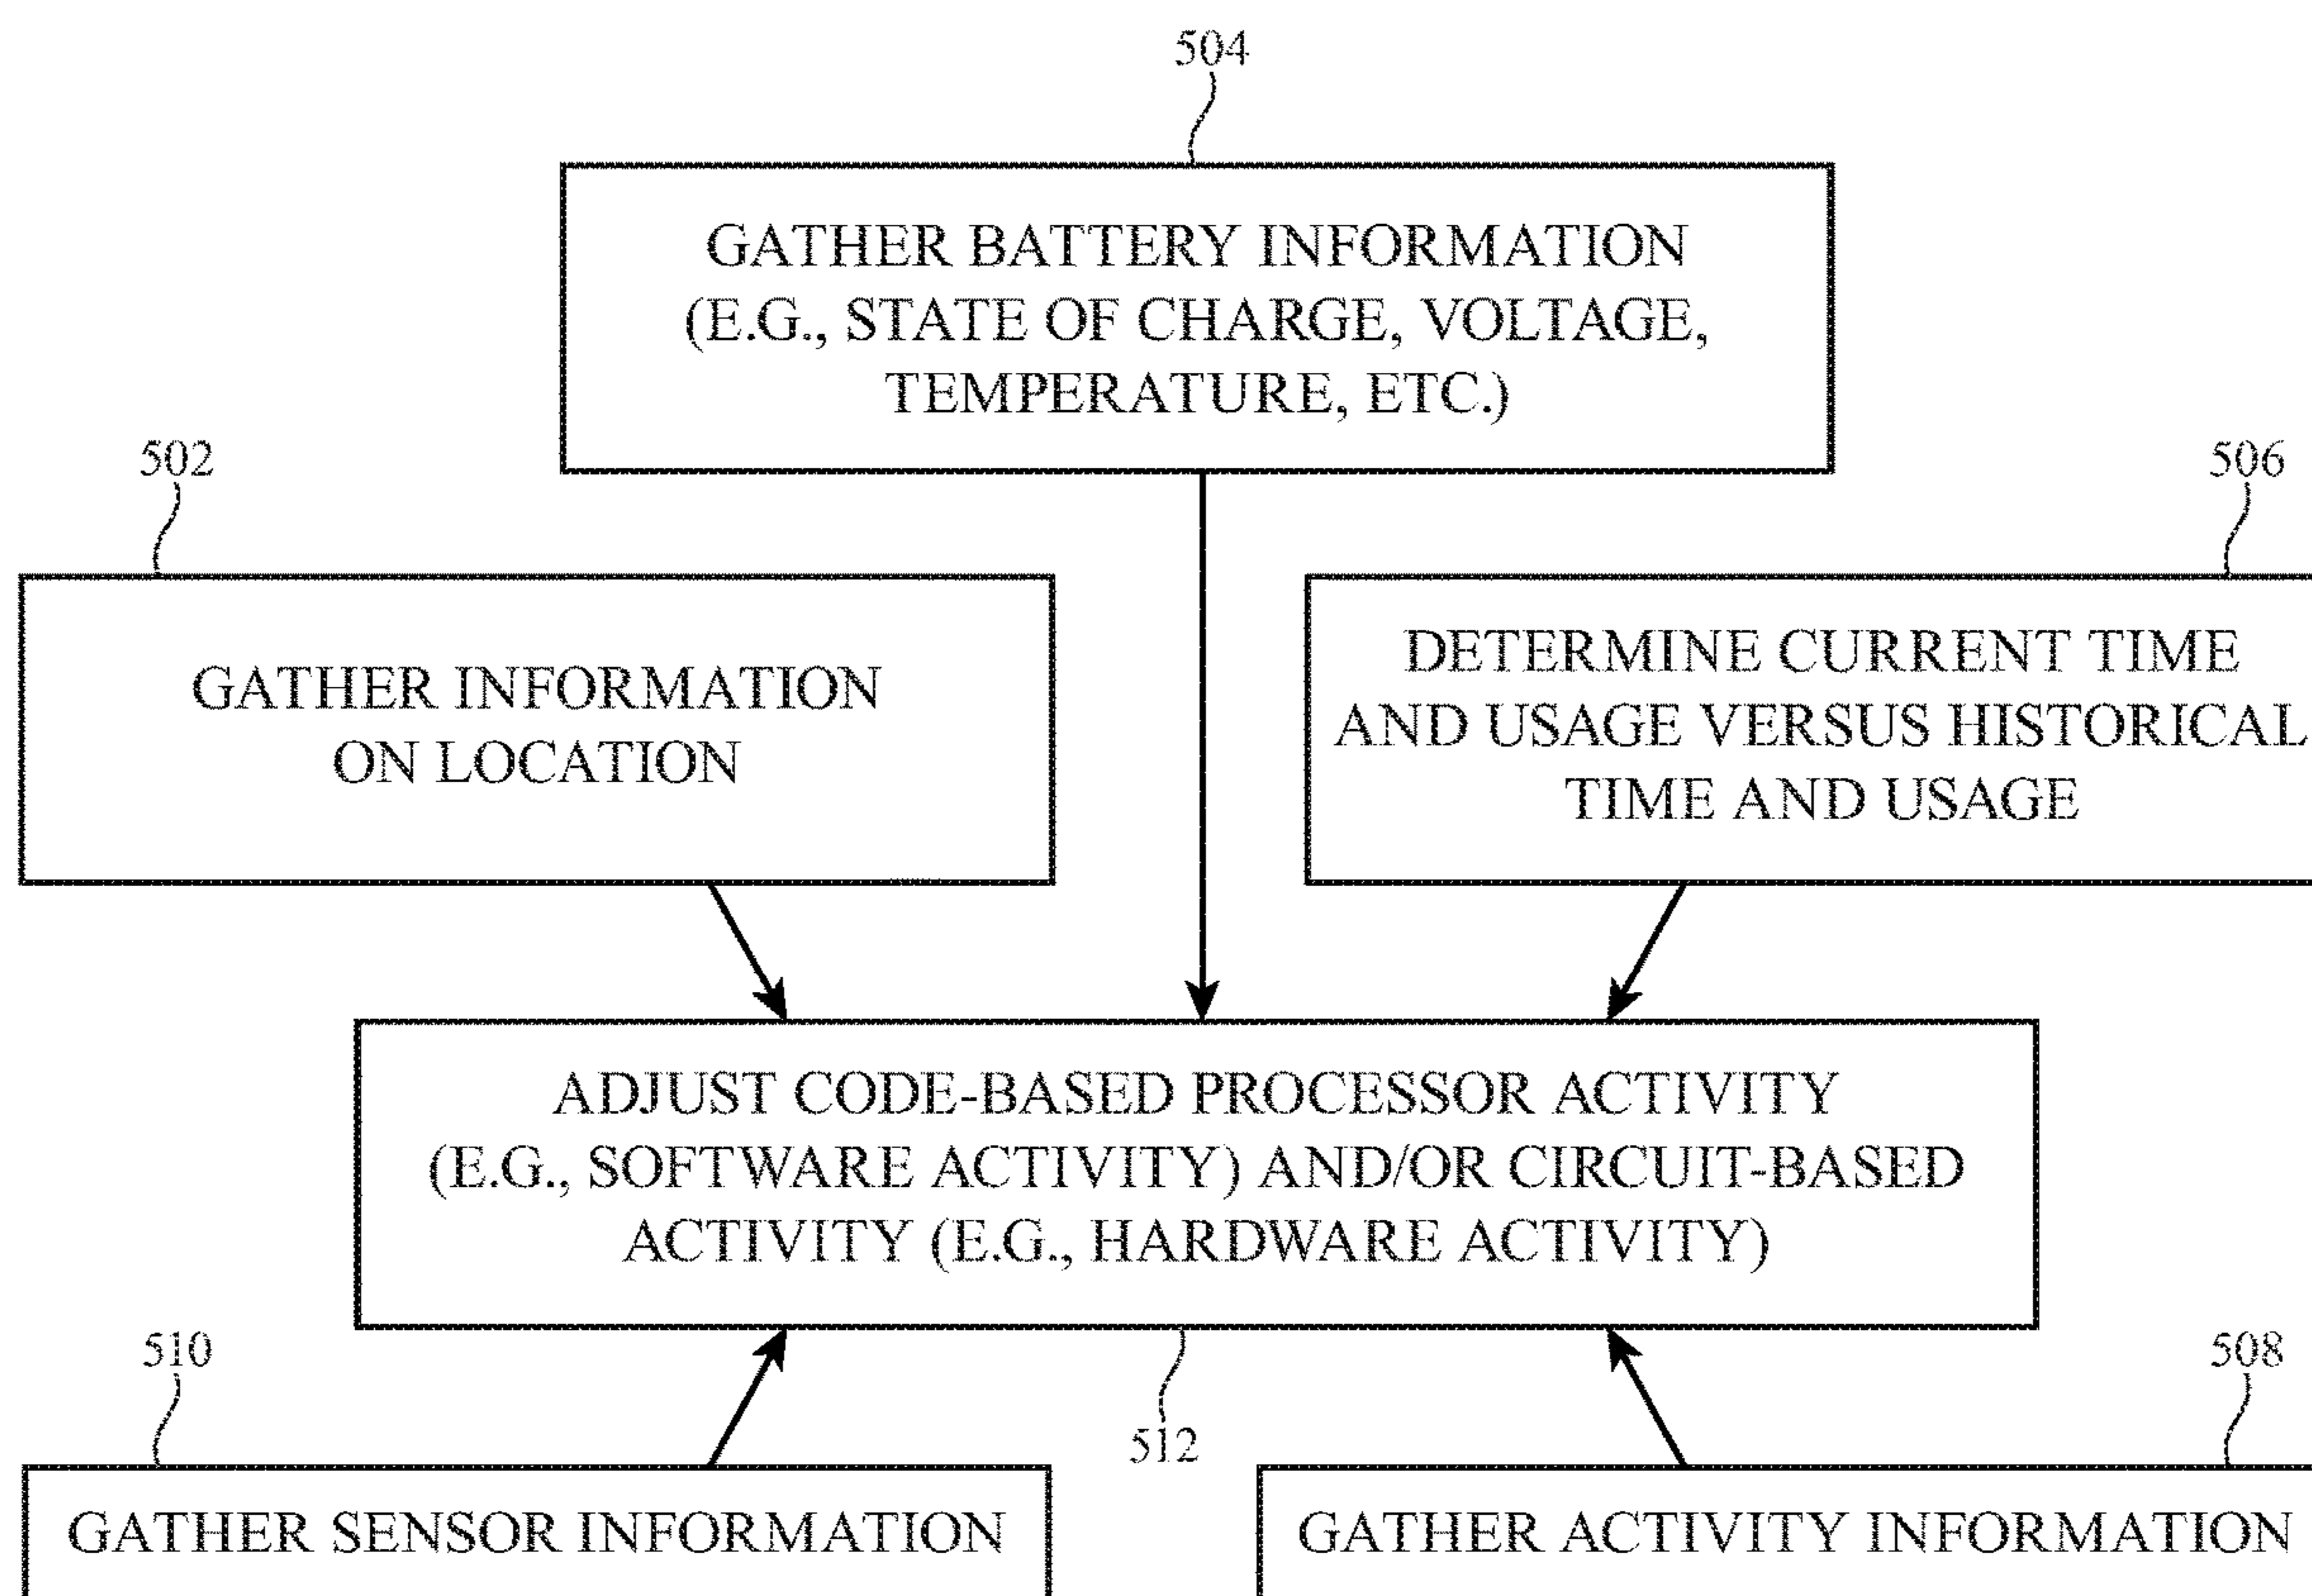 504
GATHER BATTERY INFORMATION
(E.G., STATE OF CHARGE, VOLTAGE,
TEMPERATURE, ETC.)
502
GATHER INFORMATION
ON LOCATION
506
DETERMINE CURRENT TIME
AND USAGE VERSUS HISTORICAL
TIME AND USAGE
ADJUST CODE-BASED PROCESSOR ACTIVITY
(E.G., SOFTWARE ACTIVITY) AND/OR CIRCUIT-BASED
ACTIVITY (E.G., HARDWARE ACTIVITY)
512
510
GATHER SENSOR INFORMATION
508
GATHER ACTIVITY INFORMATION